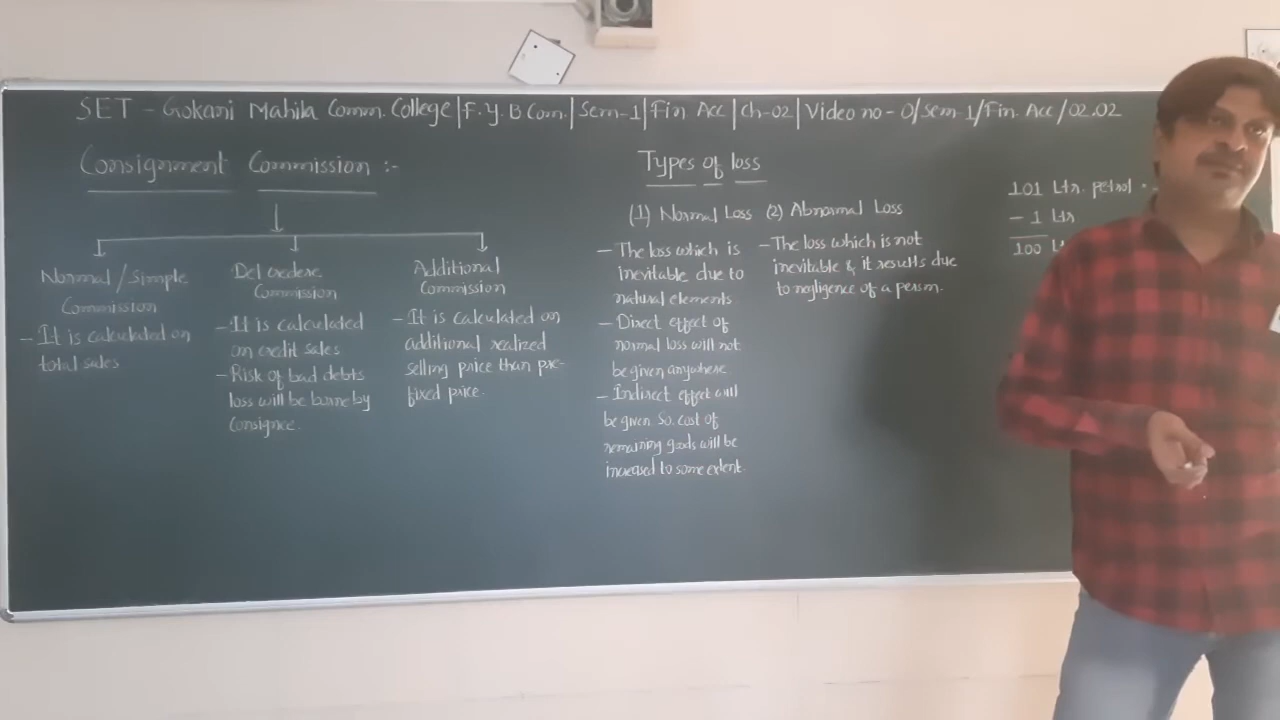 SET - Gokani Mahila Comm. College | F. Y. B Com. | Sem-1 | Fin Acc | Ch-02 | Video no - 0/Sem-1/Fin. Acc/02.02
Consignment Commission :-
Normal/Simple
Commission
- It is calculated on
total sales
Del credere
Commission
- It is calculated
on credit sales
- Risk of bad debts
loss will be borne by
Consignee.
Additional
Commission
- It is calculated on
additional realized
selling price than pre-
fixed price.
Types of loss
(1) Normal Loss (2) Abnormal Loss
- The loss which is
inevitable due to
natural elements
- Direct effect of
normal loss will not
be given anywhere.
- Indirect effect will
be given So. cost of
remaining goods will be
increased to some extent.
- The loss which is not
inevitable & it results due
to negligence of a person.
101 Ltr. petrol
- 1 Ltr
100